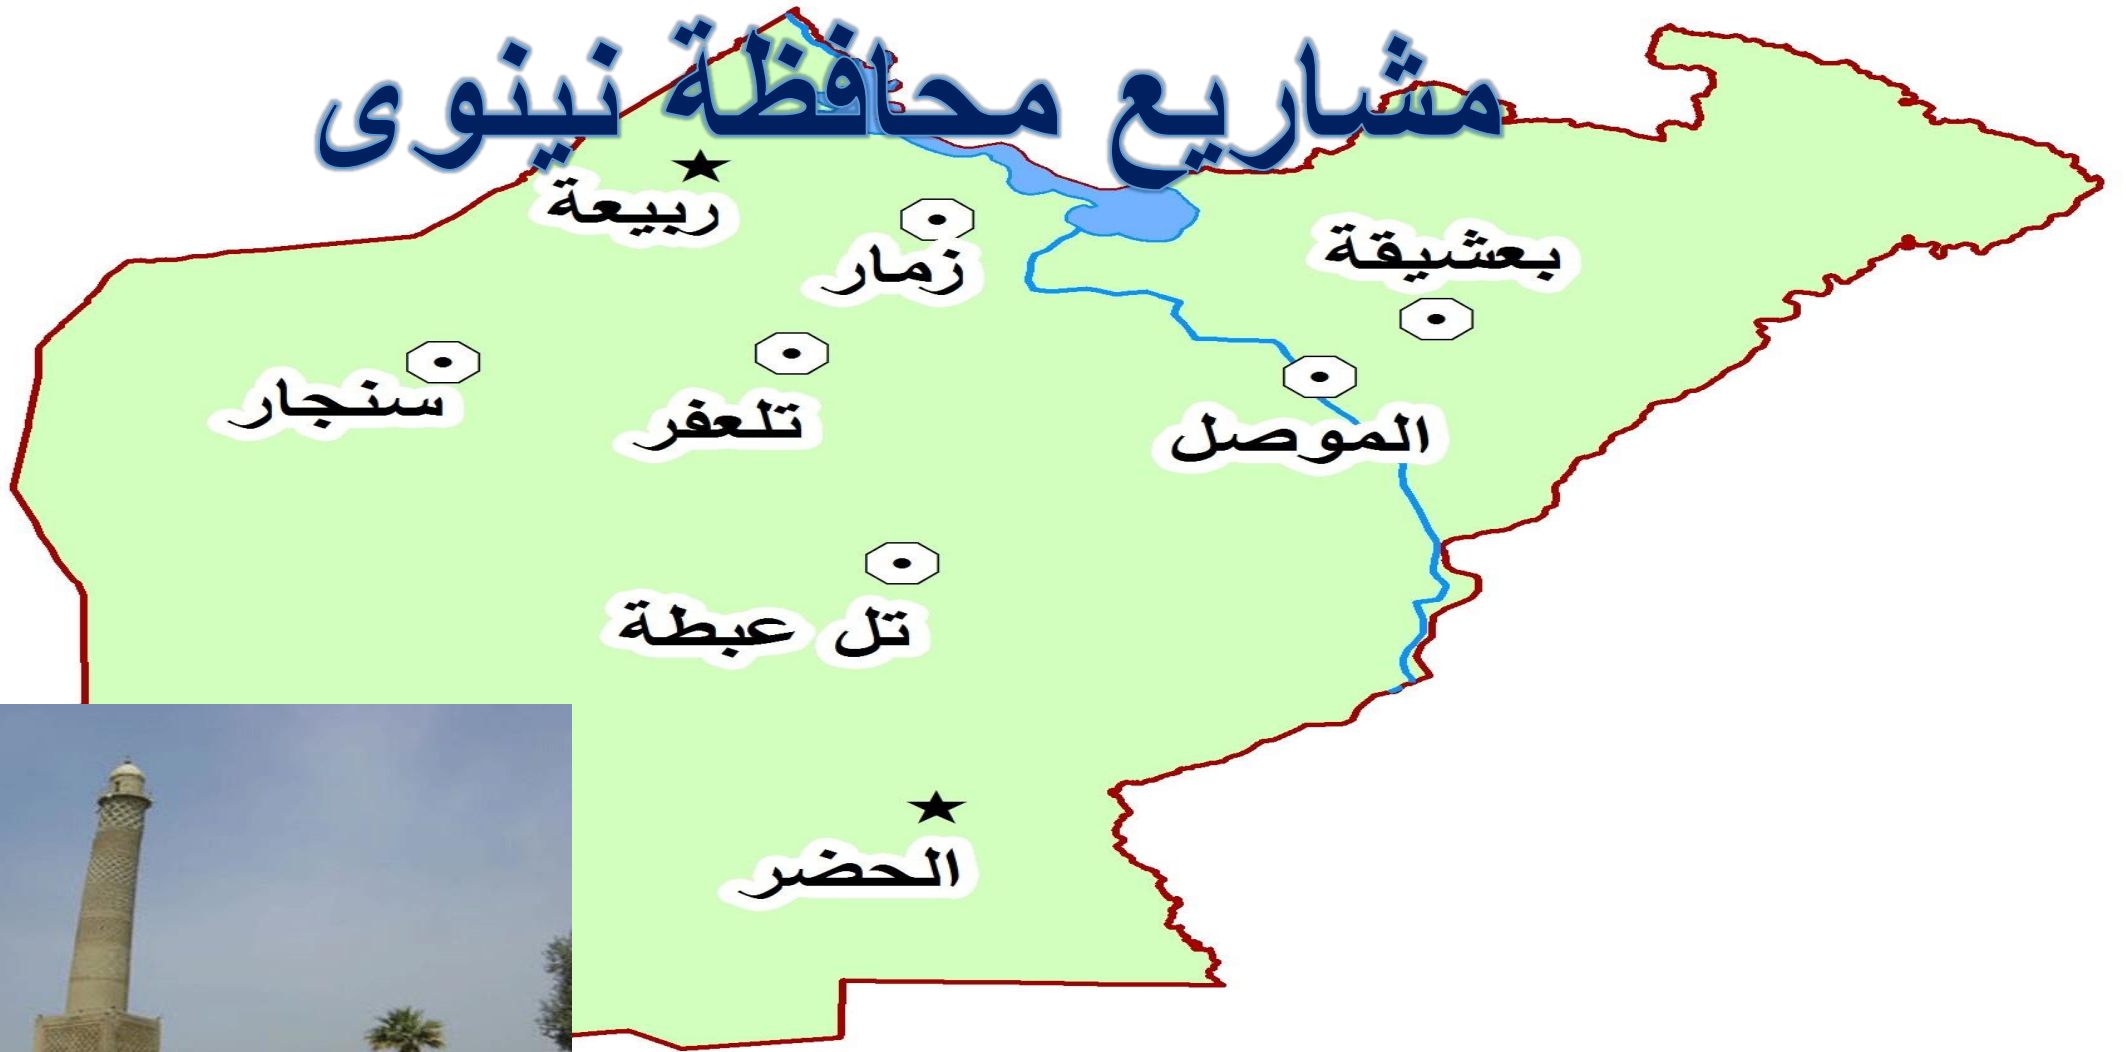 مشاريع محافظة نينوى
ربيعة
زمار
بعشيقة
سنجار
تلعفر
الموصل
تل عبطة
الحضر